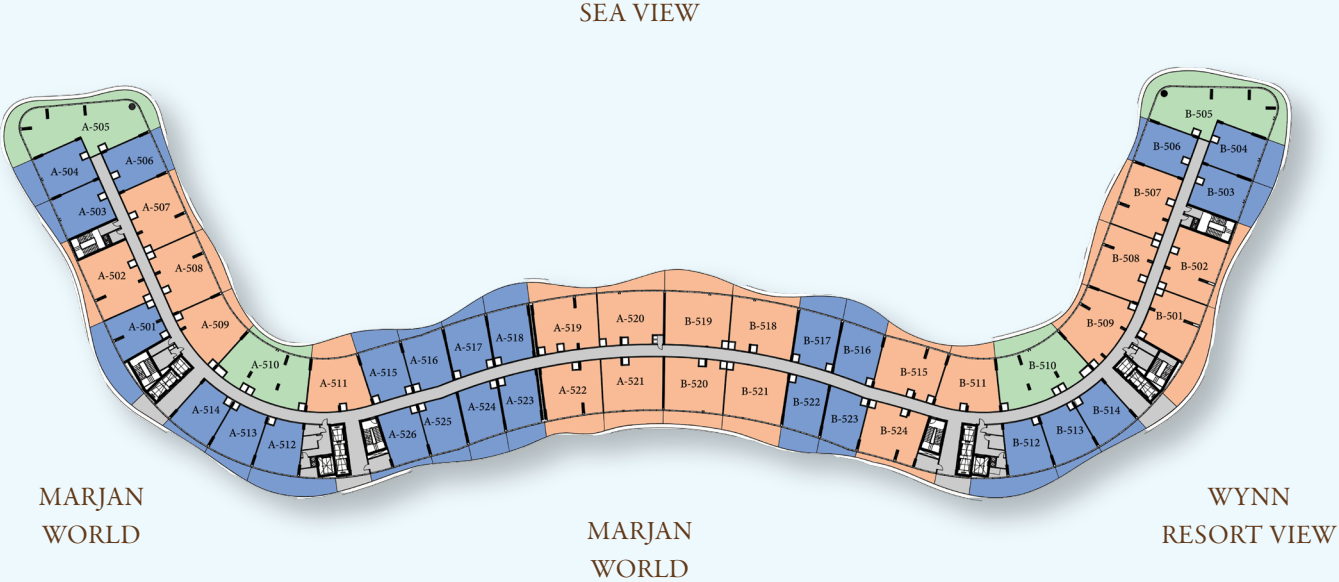 SEA VIEW
A-505
A-504
A-506
A-503
A-507
A-502
A-508
A-501
A-509
A-510
A-511
A-514
A-513
A-512
A-515
A-516
A-517
A-518
A-519
A-520
B-519
B-518
B-517
B-516
B-515
B-511
B-510
A-526
A-525
A-524
A-523
A-522
A-521
B-520
B-521
B-522
B-523
B-524
B-512
B-513
B-514
B-505
B-506
B-504
B-507
B-503
B-508
B-502
B-509
B-501
MARJAN
WORLD
MARJAN
WORLD
WYNN
RESORT VIEW